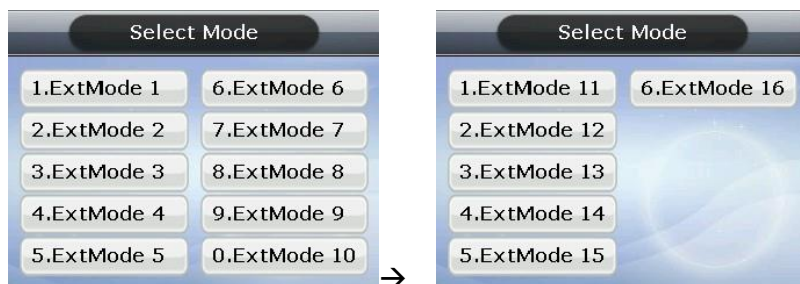 Select Mode
1.ExtMode 1
2.ExtMode 2
3.ExtMode 3
4.ExtMode 4
5.ExtMode 5
6.ExtMode 6
7.ExtMode 7
8.ExtMode 8
9.ExtMode 9
0.ExtMode 10
→
Select Mode
1.ExtMode 11
2.ExtMode 12
3.ExtMode 13
4.ExtMode 14
5.ExtMode 15
6.ExtMode 16